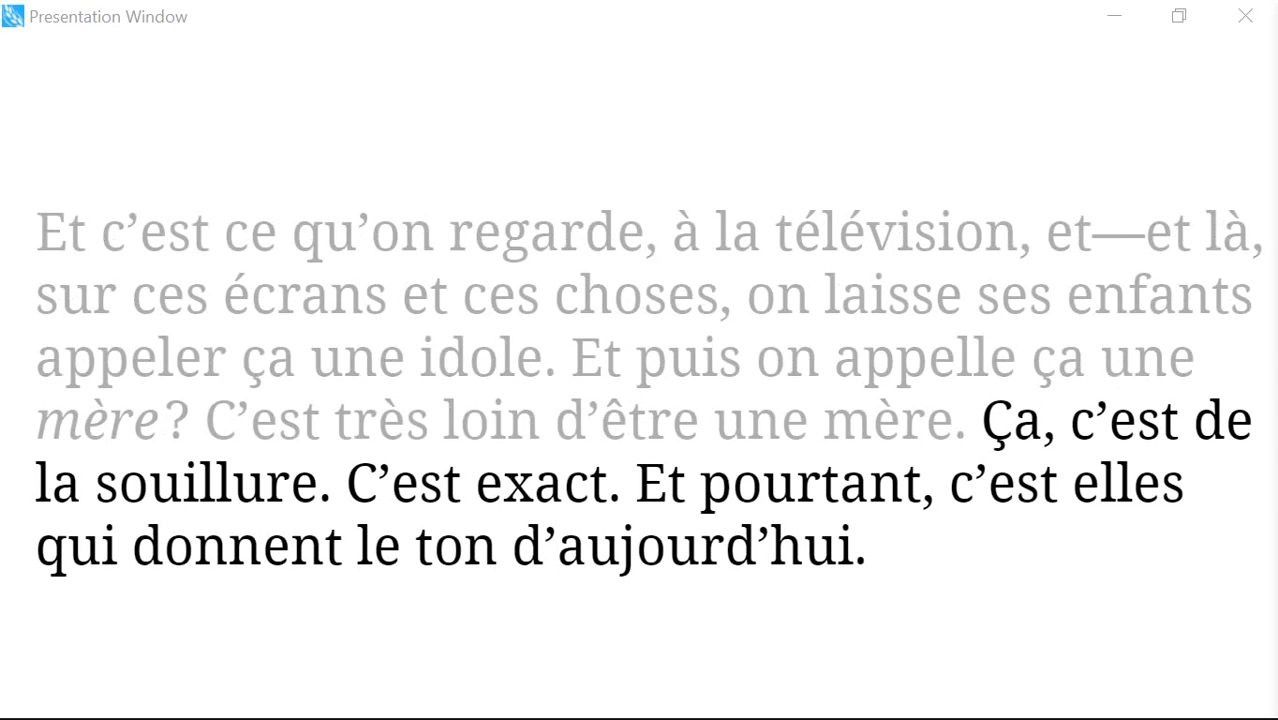 Presentation Window
Et c’est ce qu’on regarde, à la télévision, et—et là,
sur ces écrans et ces choses, on laisse ses enfants
appeler ça une idole. Et puis on appelle ça une
mère ? C’est très loin d’être une mère. Ça, c’est de
la souillure. C’est exact. Et pourtant, c’est elles
qui donnent le ton d’aujourd’hui.